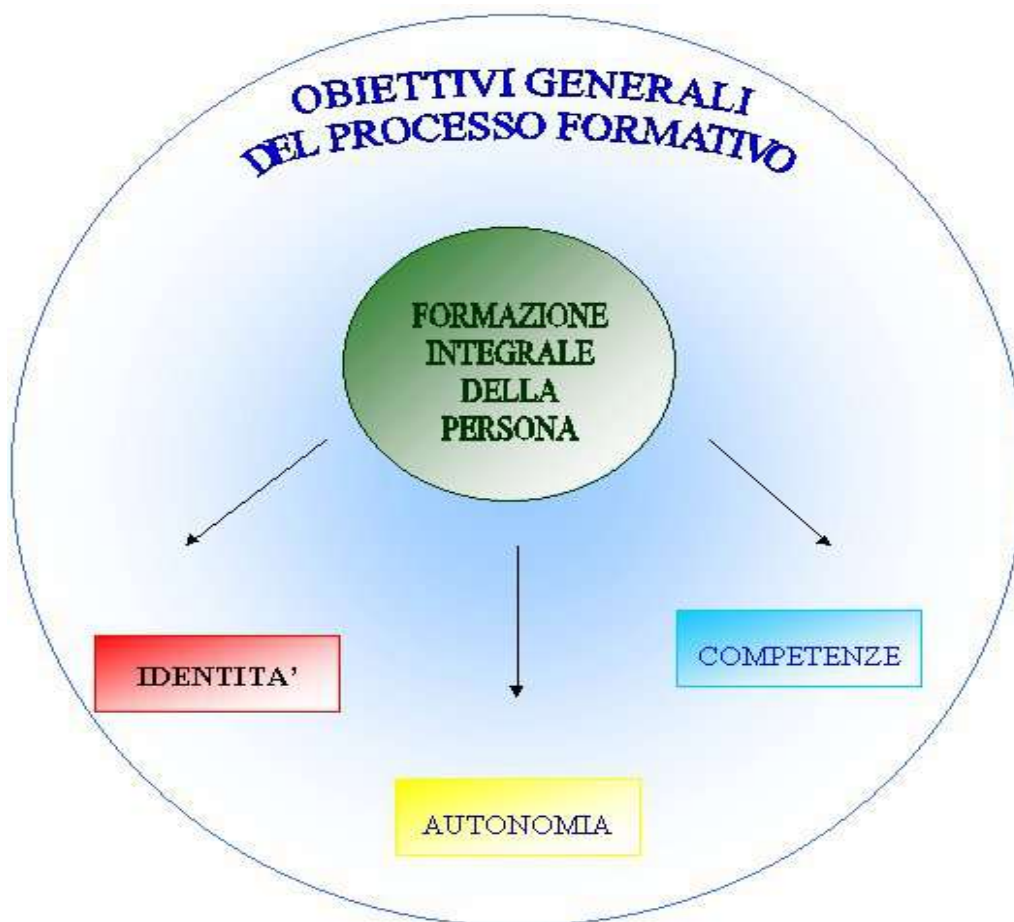 OBIETTIVI GENERALI
DEL PROCESSO FORMATIVO
FORMAZIONE
INTEGRALE
DELLA
PERSONA
IDENTITA’
COMPETENZE
AUTONOMIA